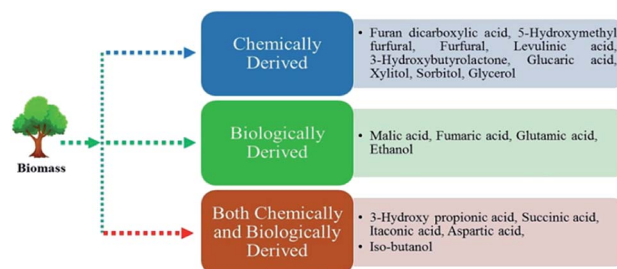 Biomass
Chemically
Derived
• Furan dicarboxylic acid, 5-Hydroxymethyl
furfural, Furfural, Levulinic acid,
3-Hydroxybutyrolactone, Glucaric acid,
Xylitol, Sorbitol, Glycerol
Biologically
Derived
• Malic acid, Fumaric acid, Glutamic acid,
Ethanol
Both Chemically
and Biologically
Derived
• 3-Hydroxy propionic acid, Succinic acid,
Itaconic acid, Aspartic acid,
• Iso-butanol